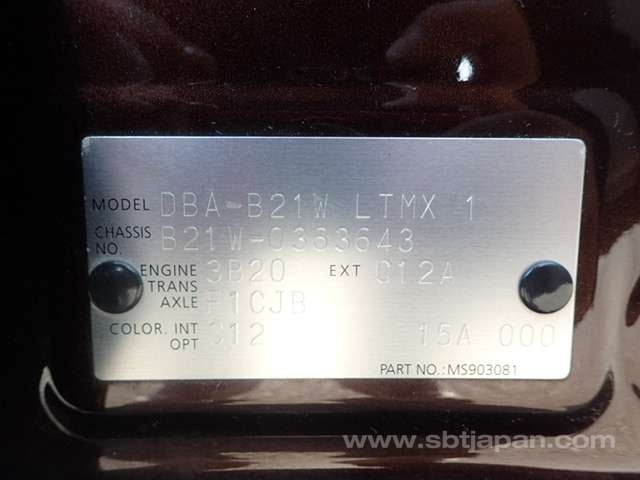 MODEL DBA-B21W LTMX 1
CHASSIS NO. B21W-0363643
ENGINE 3B20 EXT C12A
TRANS AXLE F1CJB
COLOR. INT OPT C12 15A 000
PART NO.: MS903081
www.sbtjapan.com